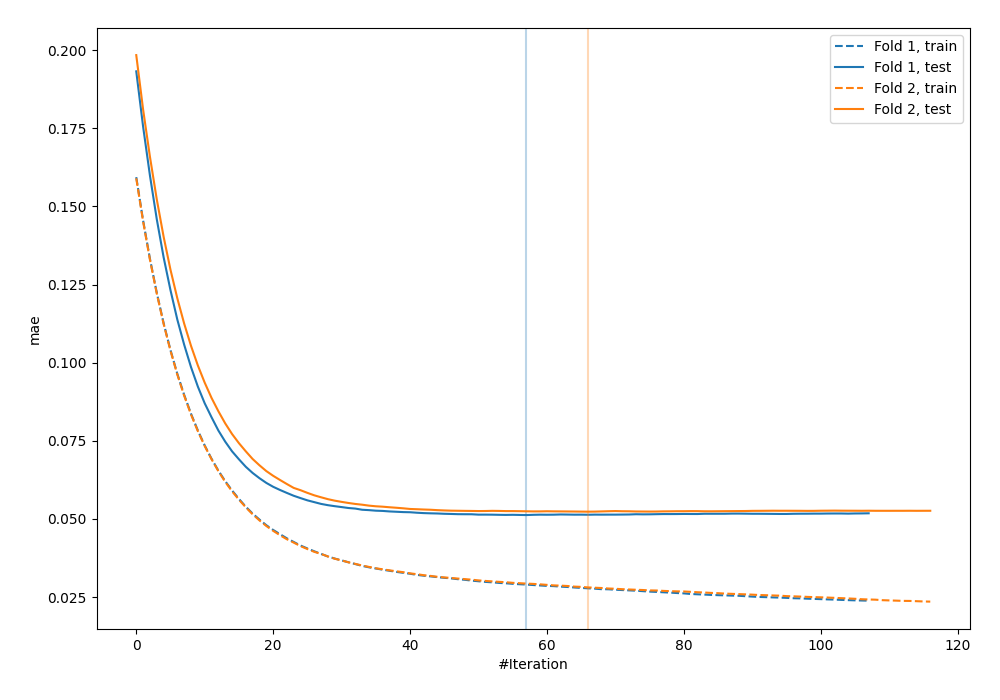 0.200
0.175
0.150
0.125
0.100
0.075
0.050
0.025
mae
0 20 40 60 80 100 120
#Iteration
Fold 1, train
Fold 1, test
Fold 2, train
Fold 2, test